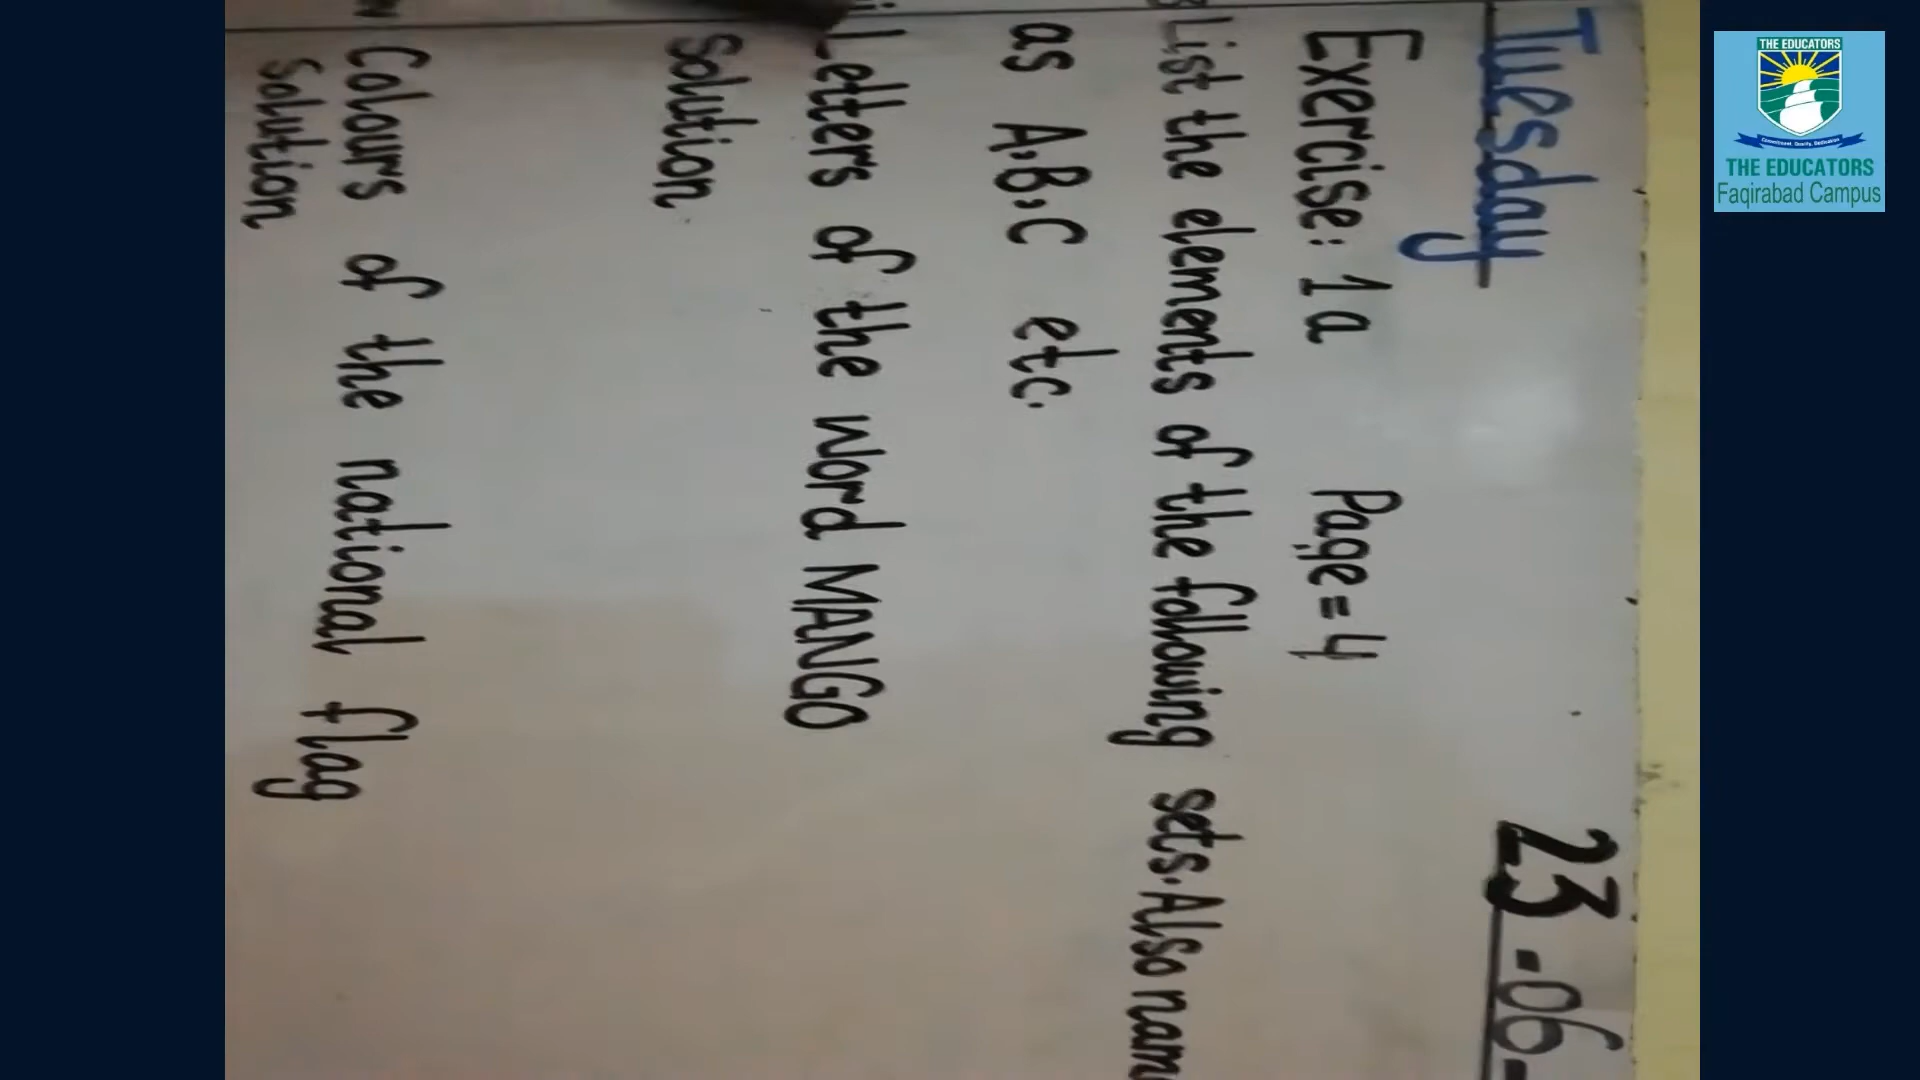 Tuesday 23-06-
Exercise: 1a Page=4
List the elements of the following sets. Also nam
as A,B,C etc.
Letters of the word MANGO
Solution
Colours of the national flag
Solution
THE EDUCATORS
THE EDUCATORS
Faqirabad Campus